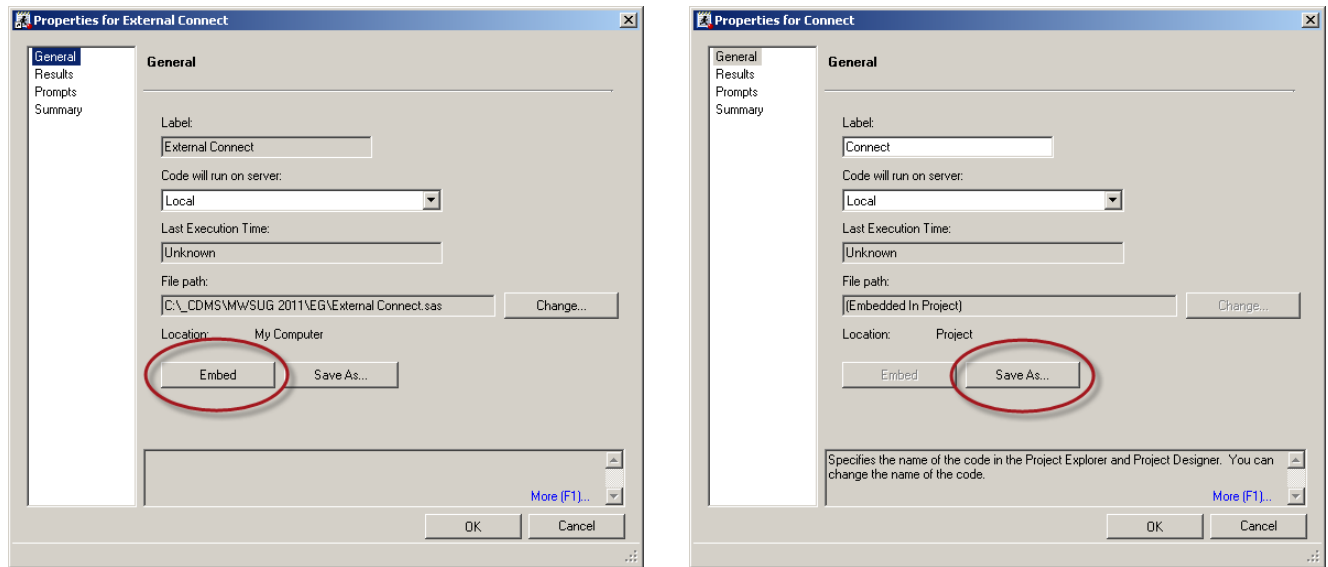 Properties for External Connect
General
Results
Prompts
Summary
General
Label:
External Connect
Code will run on server:
Local
Last Execution Time:
Unknown
File path:
C:\_CDMS\MWSUG 2011\EG\External Connect.sas
Change...
Location: My Computer
Embed Save As...
More (F1)...
OK Cancel
Properties for Connect
General
Results
Prompts
Summary
General
Label:
Connect
Code will run on server:
Local
Last Execution Time:
Unknown
File path:
(Embedded In Project)
Change...
Location: Project
Embed Save As...
Specifies the name of the code in the Project Explorer and Project Designer. You can
change the name of the code.
More (F1)...
OK Cancel